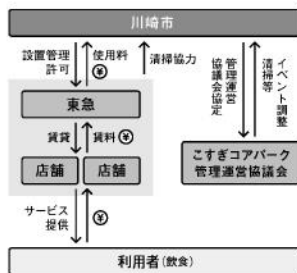 川崎市
設置管理
許可
使用料
¥
清掃協力
管理運営
協議会協定
イベント調整
清掃等
東急
賃貸
賃料 ¥
店舗
店舗
こすぎコアパーク
管理運営協議会
サービス
提供
¥
利用者(飲食)